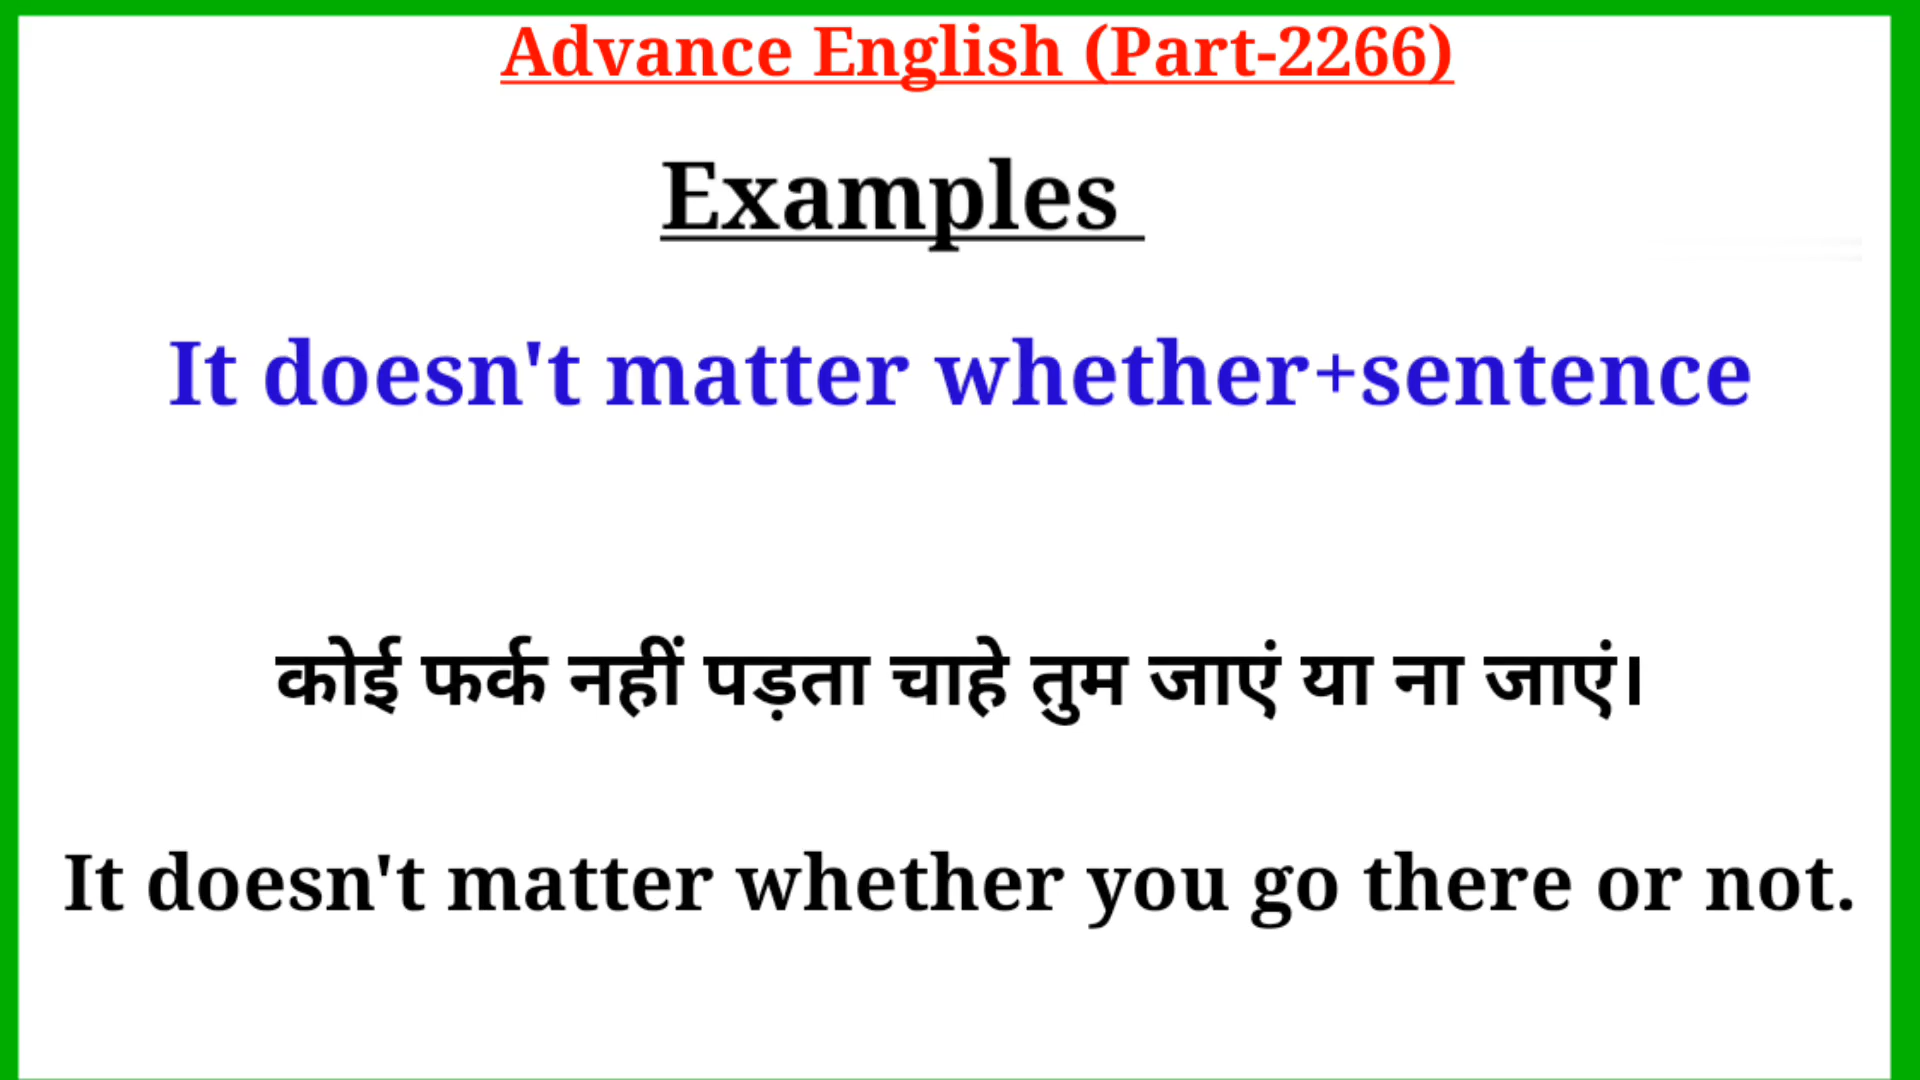 Advance English (Part-2266)
Examples
It doesn't matter whether+sentence
कोई फर्क नहीं पड़ता चाहे तुम जाएं या ना जाएं।
It doesn't matter whether you go there or not.